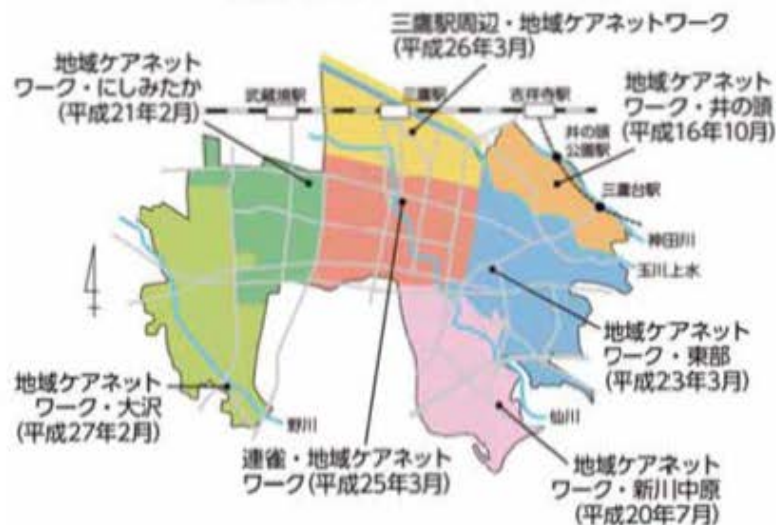 三鷹駅周辺・地域ケアネットワーク
(平成26年3月)
地域ケアネット
ワーク・にしみたか
(平成21年2月)
武蔵境駅
三鷹駅
吉祥寺駅
地域ケアネット
ワーク・井の頭
(平成16年10月)
井の頭
公園駅
三鷹台駅
神田川
玉川上水
地域ケアネット
ワーク・東部
(平成23年3月)
地域ケアネット
ワーク・大沢
(平成27年2月)
野川
仙川
連雀・地域ケアネット
ワーク(平成25年3月)
地域ケアネット
ワーク・新川中原
(平成20年7月)